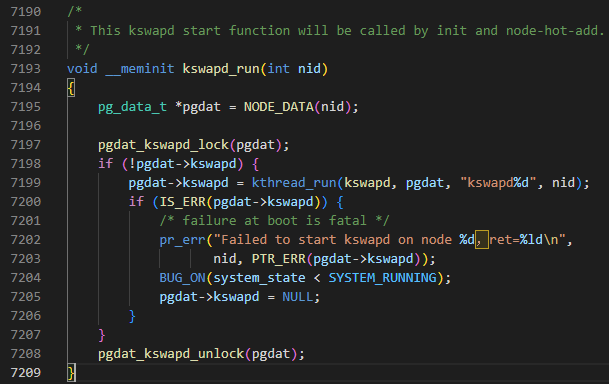 7190 /*
7191  * This kswapd start function will be called by init and node-hot-add.
7192  */
7193 void __meminit kswapd_run(int nid)
7194 {
7195     pg_data_t *pgdat = NODE_DATA(nid);
7196
7197     pgdat_kswapd_lock(pgdat);
7198     if (!pgdat->kswapd) {
7199         pgdat->kswapd = kthread_run(kswapd, pgdat, "kswapd%d", nid);
7200         if (IS_ERR(pgdat->kswapd)) {
7201             /* failure at boot is fatal */
7202             pr_err("Failed to start kswapd on node %d，ret=%ld\n",
7203                    nid, PTR_ERR(pgdat->kswapd));
7204             BUG_ON(system_state < SYSTEM_RUNNING);
7205             pgdat->kswapd = NULL;
7206         }
7207     }
7208     pgdat_kswapd_unlock(pgdat);
7209 }